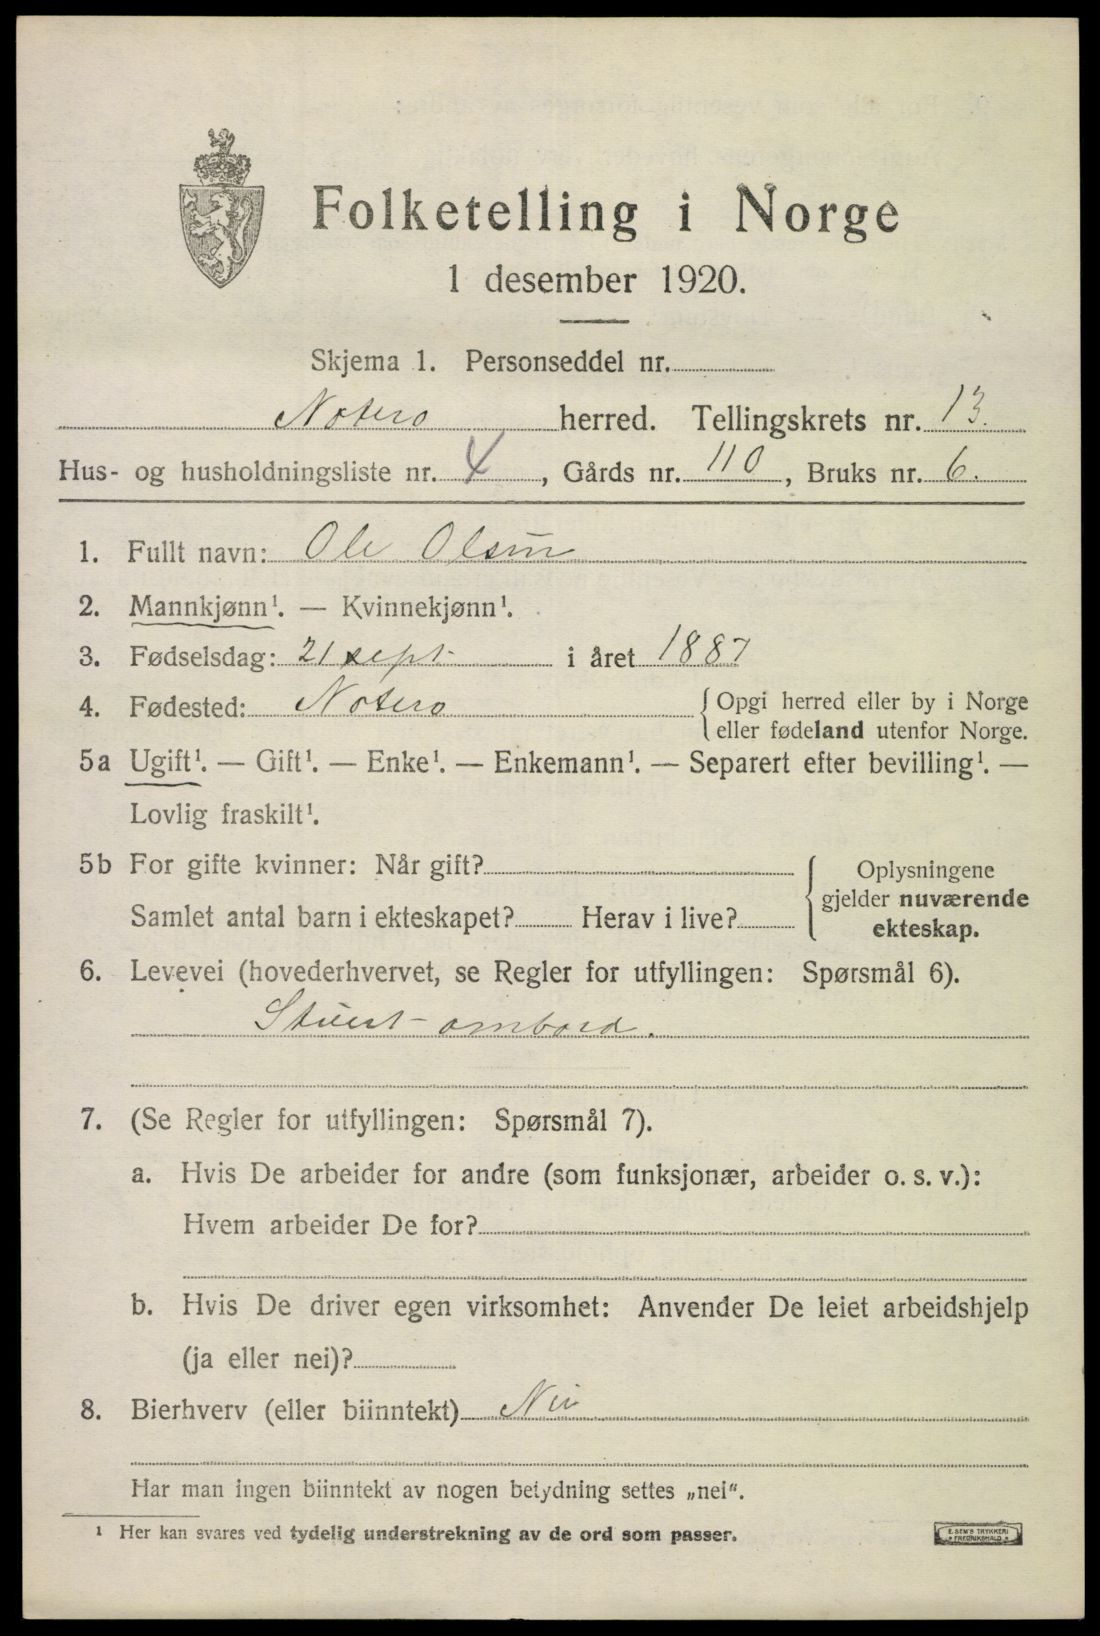 Folketelling i Norge
1 desember 1920.
Skjema 1. Personseddel nr.
Notero herred. Tellingskrets nr. 13.
Hus- og husholdningsliste nr. 4, Gårds nr. 110, Bruks nr. 6.
1. Fullt navn: Ole Olsen
2. Mannkjønn¹. — Kvinnekjønn¹.
3. Fødselsdag: 21 sept i året 1887
4. Fødested: Notero { Opgi herred eller by i Norge
eller fødeland utenfor Norge.
5a Ugift¹. — Gift¹. — Enke¹. — Enkemann¹. — Separert efter bevilling¹. —
Lovlig fraskilt¹.
5b For gifte kvinner: Når gift?
Samlet antal barn i ekteskapet? Herav i live?
Oplysningene
gjelder nuværende
ekteskap.
6. Levevei (hovederhvervet, se Regler for utfyllingen: Spørsmål 6).
Stuert ombord.
7. (Se Regler for utfyllingen: Spørsmål 7).
a. Hvis De arbeider for andre (som funksjonær, arbeider o. s. v.):
Hvem arbeider De for?
b. Hvis De driver egen virksomhet: Anvender De leiet arbeidshjelp
(ja eller nei)?
8. Bierhverv (eller biinntekt) Nei
Har man ingen biinntekt av nogen betydning settes „nei“.
¹ Her kan svares ved tydelig understrekning av de ord som passer.
E. SEM'S TRYKKERI
FREDRIKSHALD